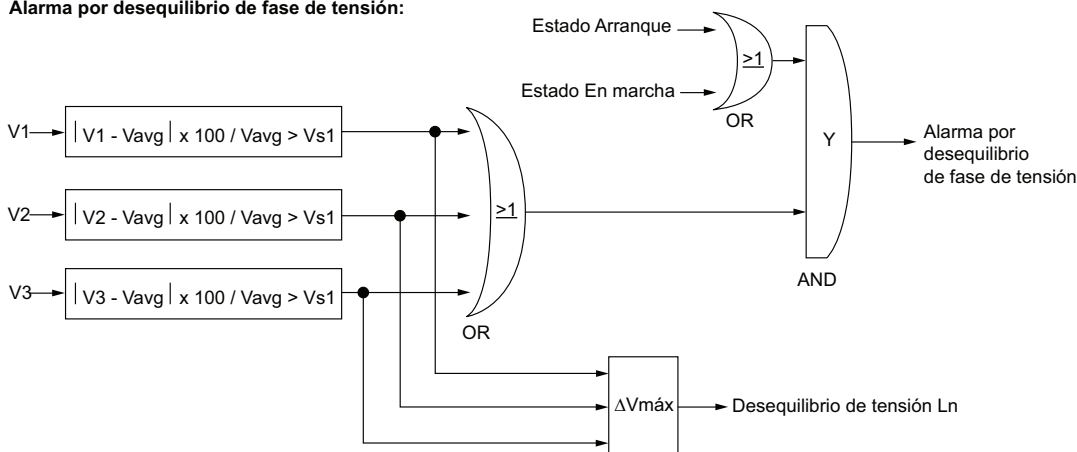 Alarma por desequilibrio de fase de tensión:
Estado Arranque
≥1
Estado En marcha
OR
V1
|V1 - Vavg| x 100 / Vavg > Vs1
Y
Alarma por
desequilibrio
de fase de tensión
V2
|V2 - Vavg| x 100 / Vavg > Vs1
≥1
V3
|V3 - Vavg| x 100 / Vavg > Vs1
AND
OR
ΔVmáx
Desequilibrio de tensión Ln